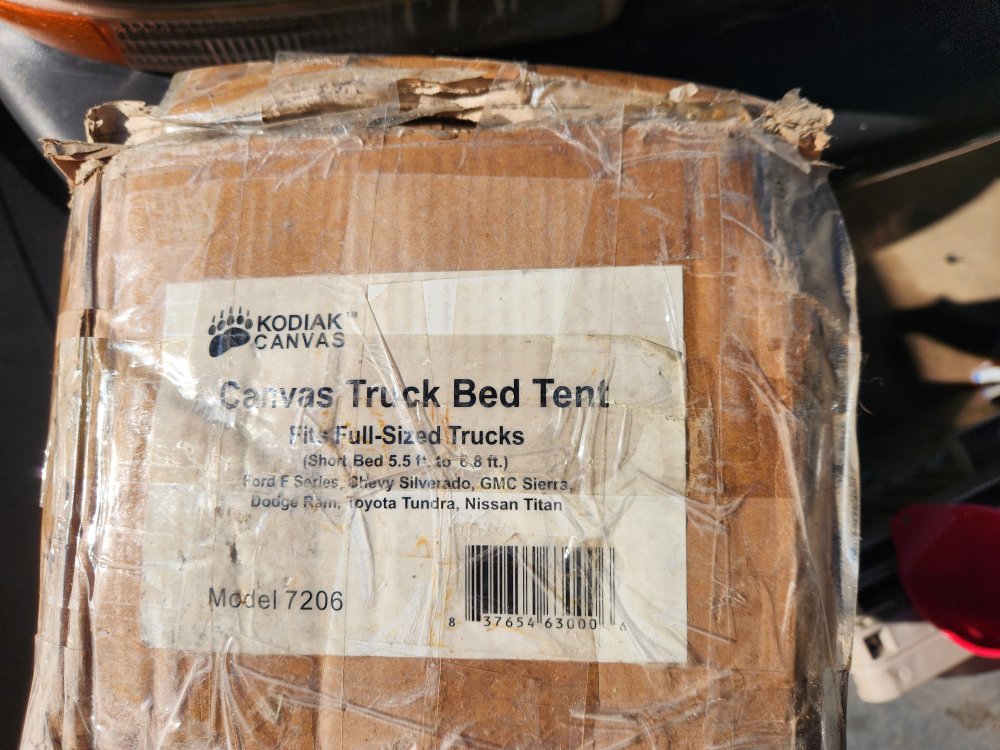 KODIAK™
CANVAS
Canvas Truck Bed Tent
Fits Full-Sized Trucks
(Short Bed 5.5 ft. to 6.8 ft.)
Ford F Series, Chevy Silverado, GMC Sierra,
Dodge Ram, Toyota Tundra, Nissan Titan
Model 7206
8 37654 63000 6